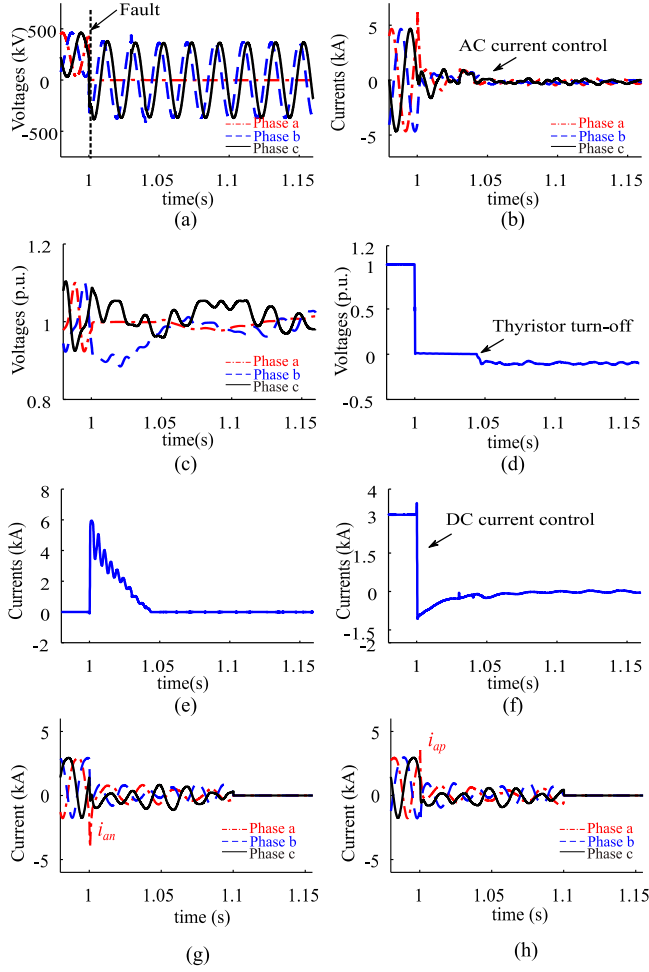 Fault
Voltages (kV)
500
0
-500
Phase a
Phase b
Phase c
1
1.05
1.1
1.15
time(s)
(a)
AC current control
Currents (kA)
5
0
-5
Phase a
Phase b
Phase c
1
1.05
1.1
1.15
time(s)
(b)
Voltages (p.u.)
1.2
1
0.8
Phase a
Phase b
Phase c
1
1.05
1.1
1.15
time(s)
(c)
Voltages (p.u.)
1.2
1
0.5
0
-0.5
Thyristor turn-off
1
1.05
1.1
1.15
time(s)
(d)
Currents (kA)
8
6
4
2
0
-2
1
1.05
1.1
1.15
time(s)
(e)
Currents (kA)
4
3
1.5
0
-1.5
-2
DC current control
1
1.05
1.1
1.15
time(s)
(f)
Current (kA)
5
0
-5
i_an
Phase a
Phase b
Phase c
1
1.05
1.1
1.15
time (s)
(g)
Current (kA)
5
0
-5
i_ap
Phase a
Phase b
Phase c
1
1.05
1.1
1.15
time (s)
(h)